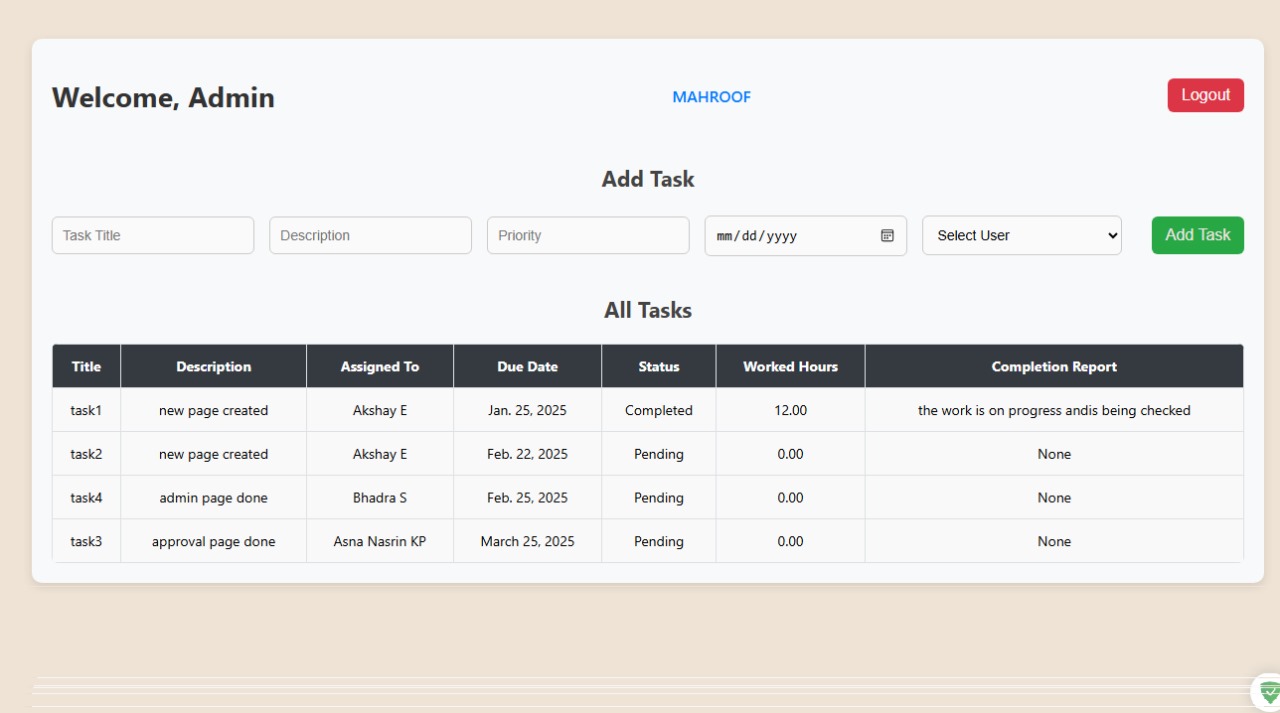 Welcome, Admin MAHROOF Logout
Add Task
Task Title Description Priority mm/dd/yyyy Select User Add Task
All Tasks
Title Description Assigned To Due Date Status Worked Hours Completion Report
task1 new page created Akshay E Jan. 25, 2025 Completed 12.00 the work is on progress andis being checked
task2 new page created Akshay E Feb. 22, 2025 Pending 0.00 None
task4 admin page done Bhadra S Feb. 25, 2025 Pending 0.00 None
task3 approval page done Asna Nasrin KP March 25, 2025 Pending 0.00 None